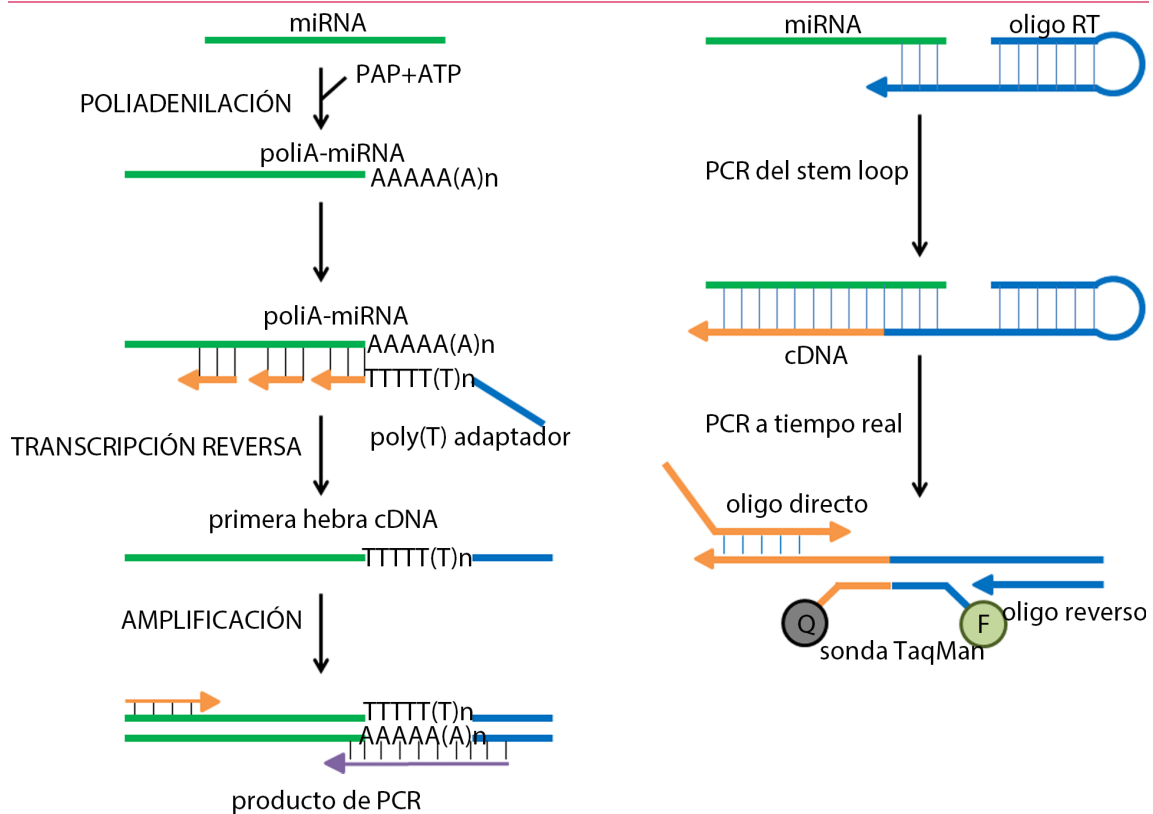 miRNA
PAP+ATP
POLIADENILACIÓN
poliA-miRNA
AAAAA(A)n
poliA-miRNA
AAAAA(A)n
TTTTT(T)n
poly(T) adaptador
TRANSCRIPCIÓN REVERSA
primera hebra cDNA
TTTTT(T)n
AMPLIFICACIÓN
TTTTT(T)n
AAAAA(A)n
producto de PCR
miRNA
oligo RT
PCR del stem loop
cDNA
PCR a tiempo real
oligo directo
Q
F
oligo reverso
sonda TaqMan